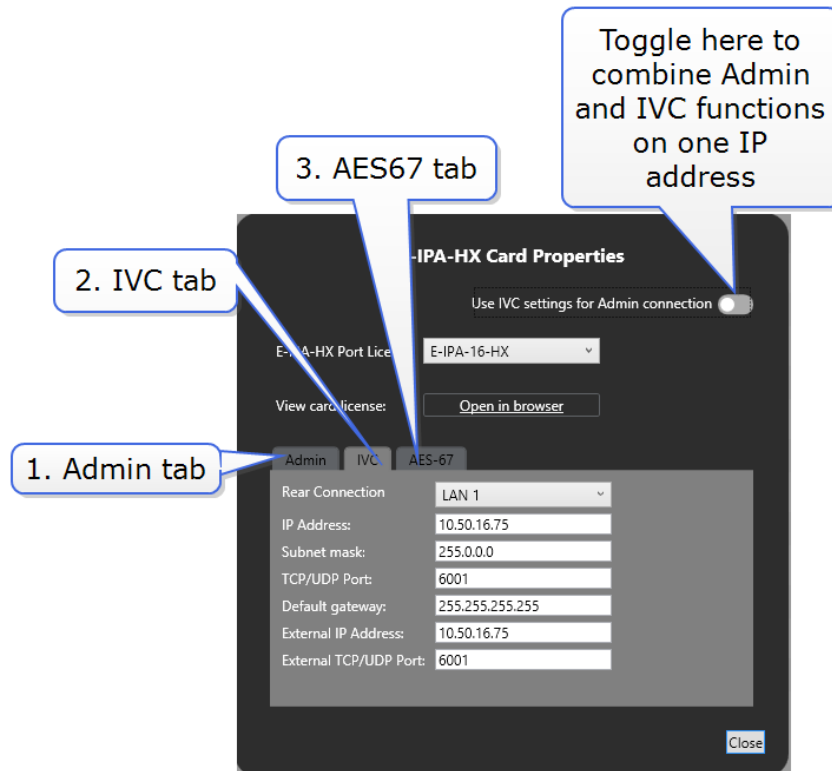 Toggle here to
combine Admin
and IVC functions
on one IP
address
3. AES67 tab
2. IVC tab
-IPA-HX Card Properties
Use IVC settings for Admin connection
E-IPA-HX Port Lice E-IPA-16-HX
View card license: Open in browser
1. Admin tab
Admin IVC AES-67
Rear Connection LAN 1
IP Address: 10.50.16.75
Subnet mask: 255.0.0.0
TCP/UDP Port: 6001
Default gateway: 255.255.255.255
External IP Address: 10.50.16.75
External TCP/UDP Port: 6001
Close